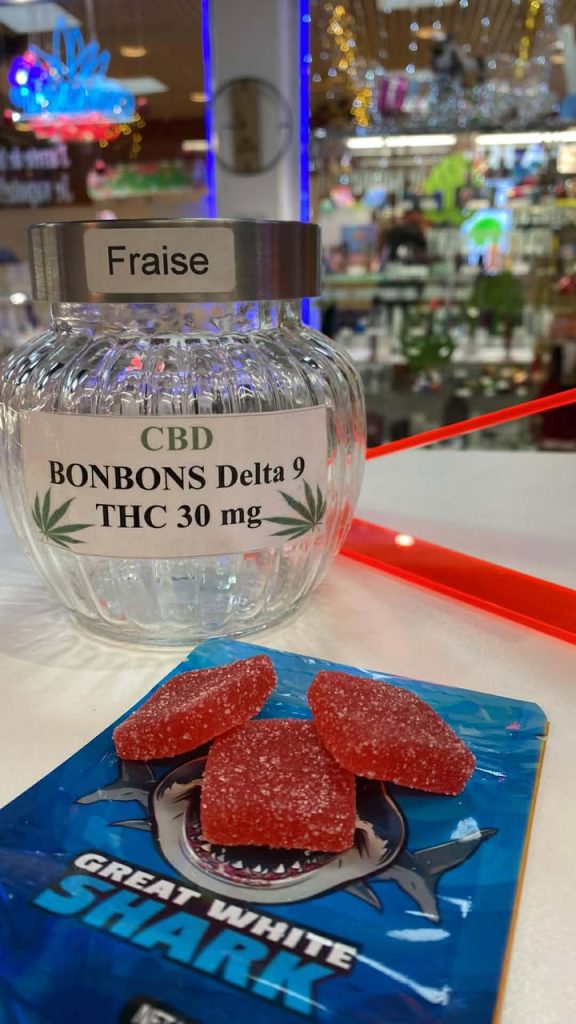 Fraise
CBD
BONBONS Delta 9
THC 30 mg
GREAT WHITE
SHARK